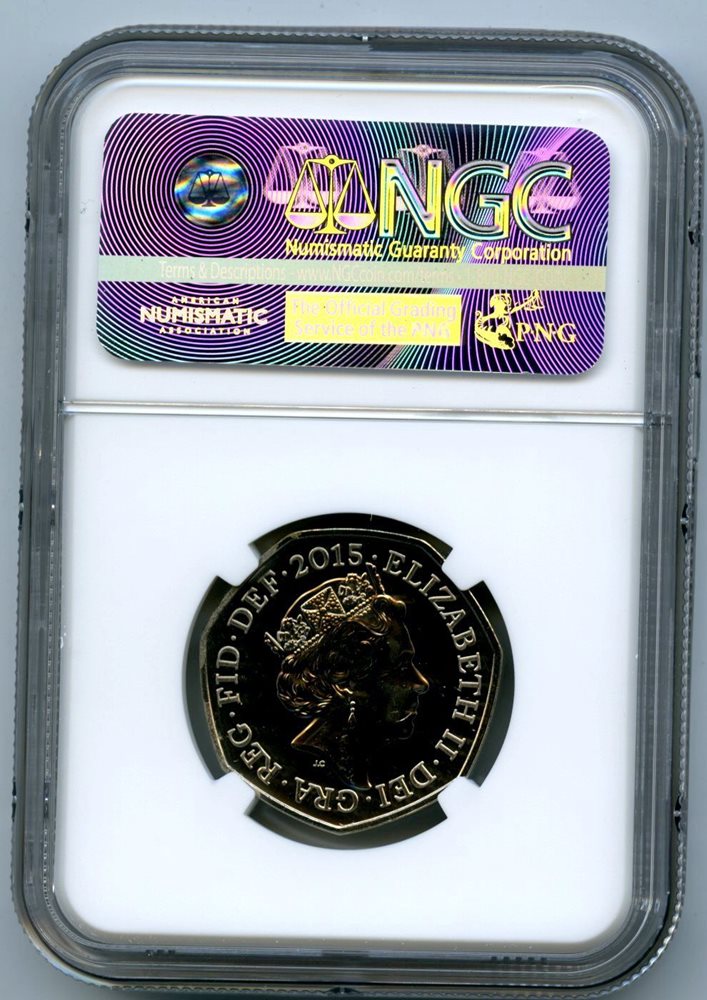 NGC
Numismatic Guaranty Corporation
Terms & Descriptions - www.NGCcoin.com/terms
AMERICAN
NUMISMATIC
ASSOCIATION
The Official Grading
Service of the PNG
PNG
ELIZABETH II · DEI · GRA · REG · FID · DEF · 2015 ·
J.C